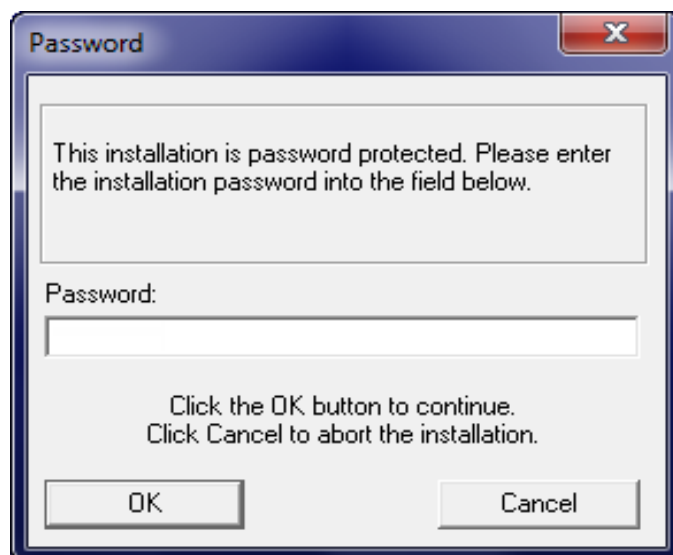 Password
This installation is password protected. Please enter
the installation password into the field below.
Password:
Click the OK button to continue.
Click Cancel to abort the installation.
OK
Cancel